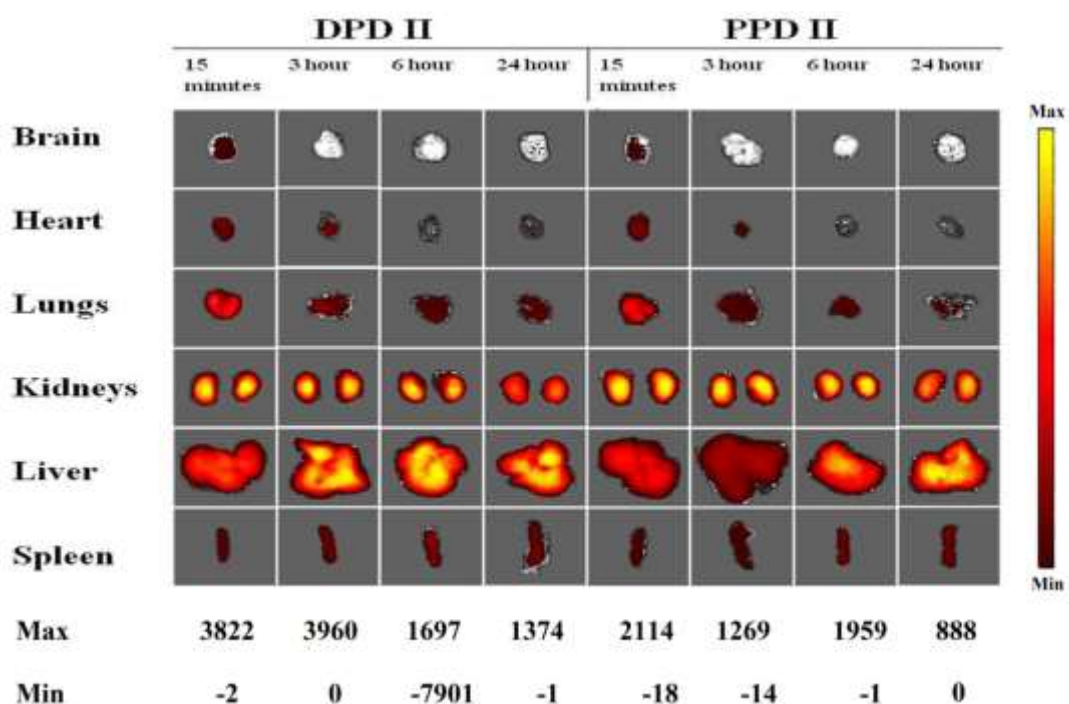 DPD II PPD II
15 minutes 3 hour 6 hour 24 hour 15 minutes 3 hour 6 hour 24 hour
Max
Brain
Heart
Lungs
Kidneys
Liver
Spleen
Min
Max 3822 3960 1697 1374 2114 1269 1959 888
Min -2 0 -7901 -1 -18 -14 -1 0